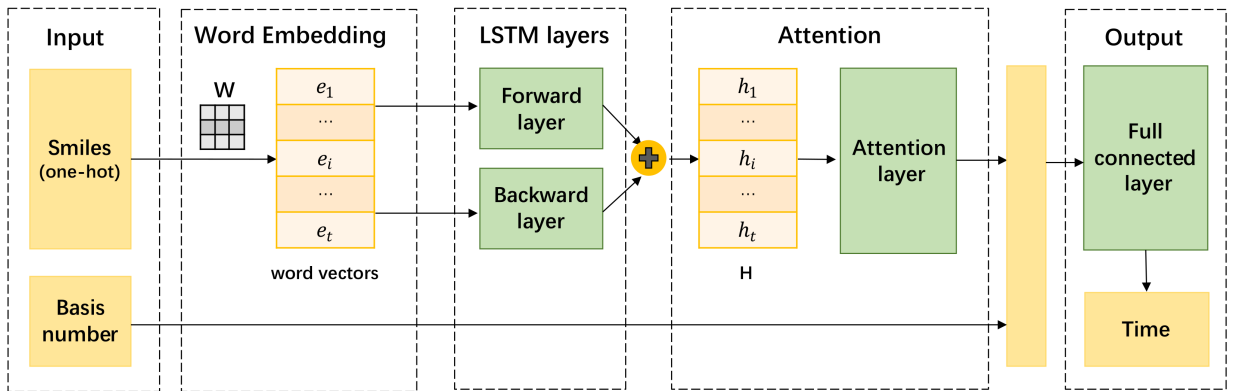 Input
Smiles
(one-hot)
Basis
number
Word Embedding
W
e₁
...
eᵢ
...
eₜ
word vectors
LSTM layers
Forward
layer
Backward
layer
Attention
h₁
...
hᵢ
...
hₜ
H
Attention
layer
Output
Full
connected
layer
Time